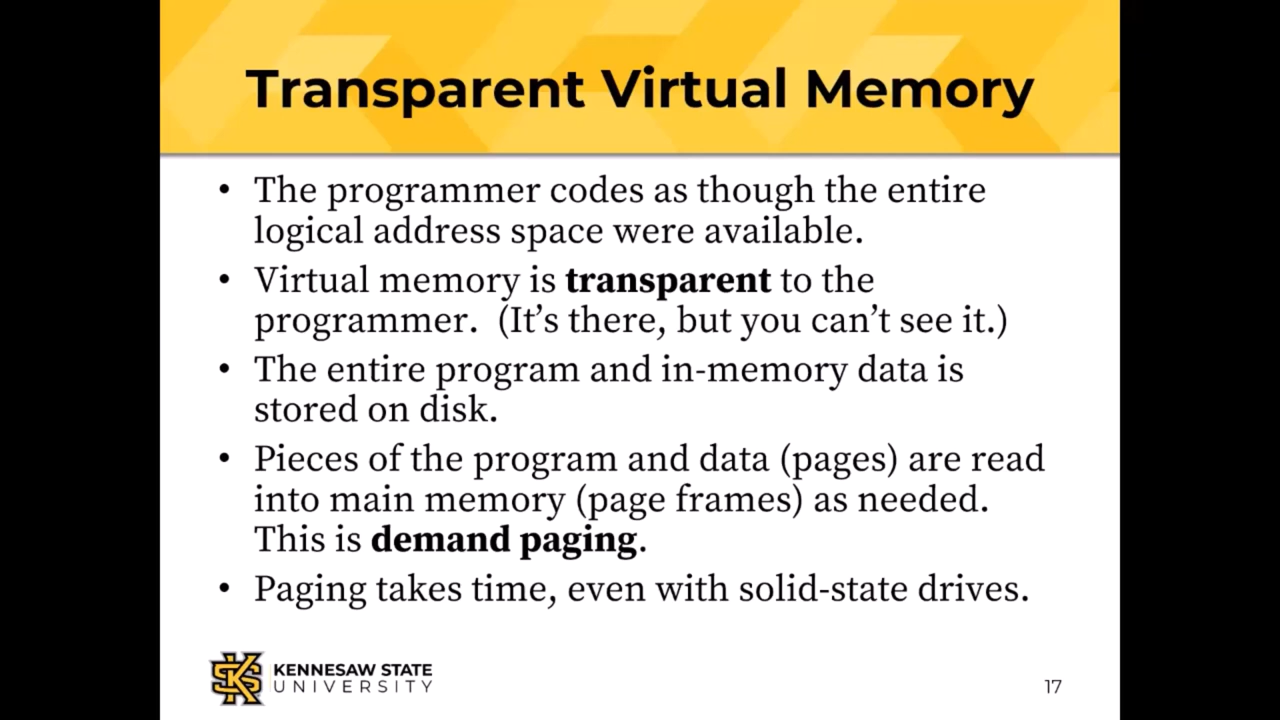 Transparent Virtual Memory
• The programmer codes as though the entire
logical address space were available.
• Virtual memory is transparent to the
programmer.  (It’s there, but you can’t see it.)
• The entire program and in-memory data is
stored on disk.
• Pieces of the program and data (pages) are read
into main memory (page frames) as needed.
This is demand paging.
• Paging takes time, even with solid-state drives.
KENNESAW STATE
UNIVERSITY
17